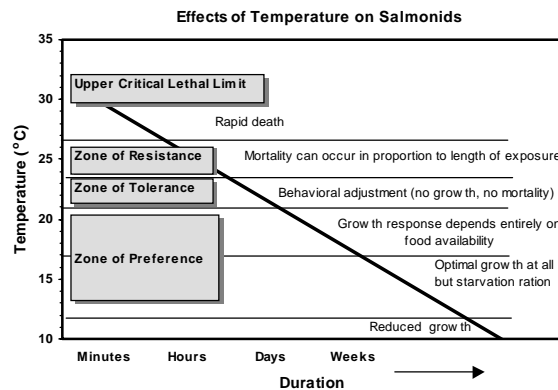 Effects of Temperature on Salmonids
35
30
25
20
15
10
Temperature (°C)
Upper Critical Lethal Limit
Rapid death
Zone of Resistance
Mortality can occur in proportion to length of exposure
Zone of Tolerance
Behavioral adjustment (no growth, no mortality)
Growth response depends entirely on
food availability
Zone of Preference
Optimal growth at all
but starvation ration
Reduced growth
Minutes Hours Days Weeks
Duration